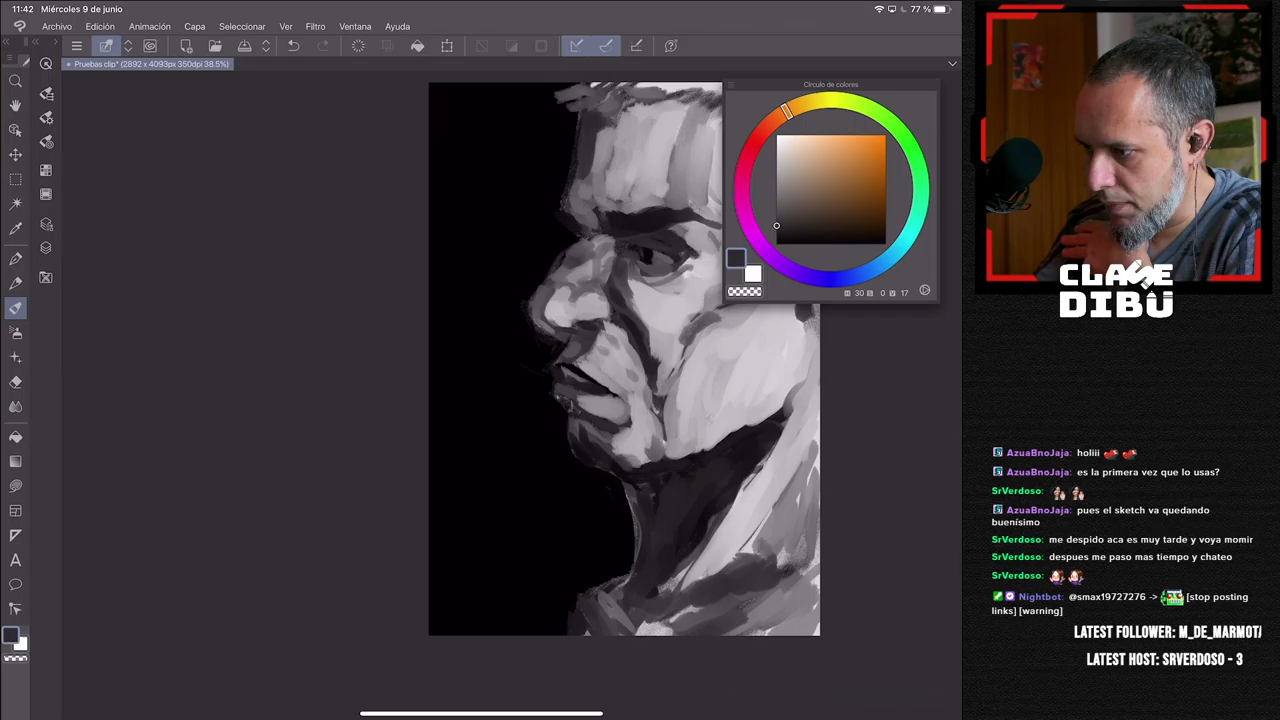 11:42 Miércoles 9 de junio
77 %
Archivo Edición Animación Capa Seleccionar Ver Filtro Ventana Ayuda
Pruebas clip* (2892 x 4093px 350dpi 38.5%)
Círculo de colores
H 30 S 0 V 17
A
CLASE
DIBU
AzuaBnoJaja: holiii
AzuaBnoJaja: es la primera vez que lo usas?
SrVerdoso:
AzuaBnoJaja: pues el sketch va quedando
buenísimo
SrVerdoso: me despido aca es muy tarde y voya momir
SrVerdoso: despues me paso mas tiempo y chateo
SrVerdoso:
Nightbot: @smax19727276 -> [stop posting
links] [warning]
LATEST FOLLOWER: M_DE_MARMOTA
LATEST HOST: SRVERDOSO - 3